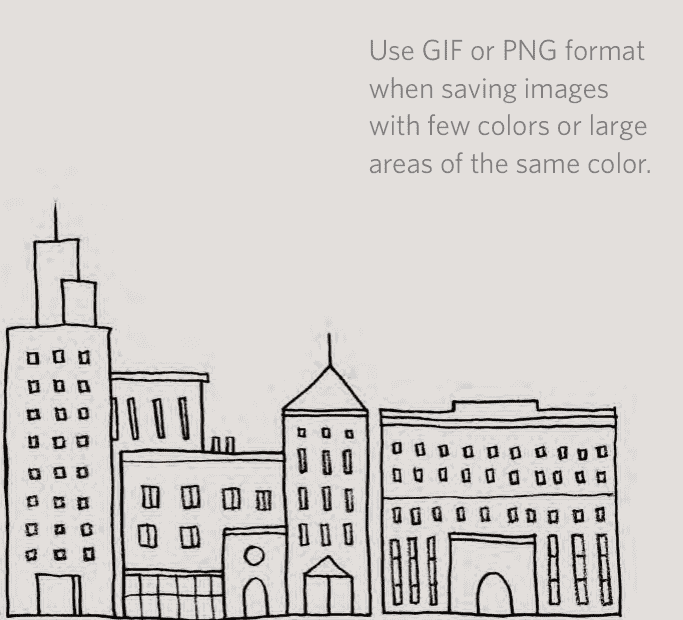 Use GIF or PNG format
when saving images
with few colors or large
areas of the same color.